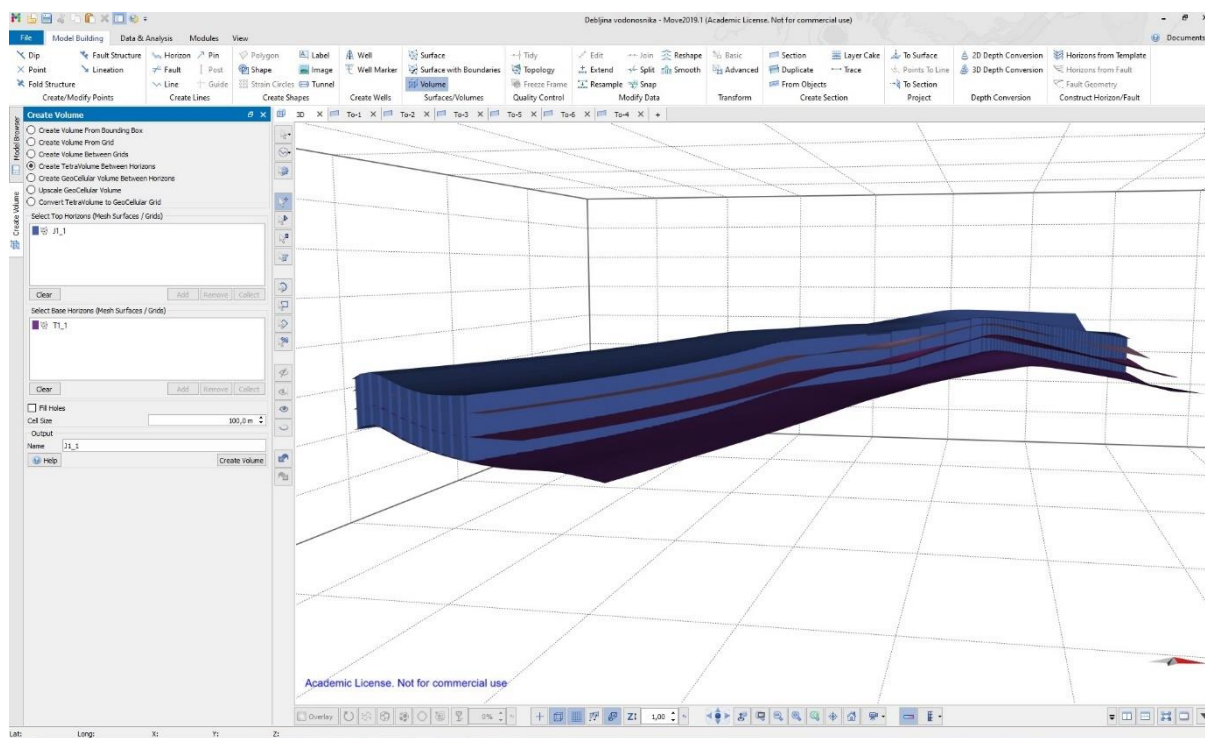 Debljina vodonosnika - Move2019.1 (Academic License. Not for commercial use)
File Model Building Data & Analysis Modules View Documents
Dip Fault Structure Horizon Pin Polygon Label Well Surface Tidy Edit Join Reshape Basic Section Layer Cake To Surface 2D Depth Conversion Horizons from Template
Point Lineation Fault Post Shape Image Well Marker Surface with Boundaries Topology Extend Split Smooth Advanced Duplicate Trace Points To Line 3D Depth Conversion Horizons from Fault
Fold Structure Line Guide Strain Circles Tunnel Volume Freeze Frame Resample Snap From Objects To Section Fault Geometry
Create/Modify Points Create Lines Create Shapes Create Wells Surfaces/Volumes Quality Control Modify Data Transform Create Section Project Depth Conversion Construct Horizon/Fault
Create Volume
3D To-1 To-2 To-3 To-5 To-6 To-4 +
Model Browser
Create Volume
Create Volume From Bounding Box
Create Volume From Grid
Create Volume Between Grids
Create TetraVolume Between Horizons
Create GeoCellular Volume Between Horizons
Upscale GeoCellular Volume
Convert TetraVolume to GeoCellular Grid
Select Top Horizons (Mesh Surfaces / Grids)
J1_1
Clear Add Remove Collect
Select Base Horizons (Mesh Surfaces / Grids)
T1_1
Clear Add Remove Collect
Fill Holes
Cell Size 100,0 m
Output
Name J1_1
Help Create Volume
Academic License. Not for commercial use
Overlay 0% Z: 1,00
Lat: Long: X: Y: Z: